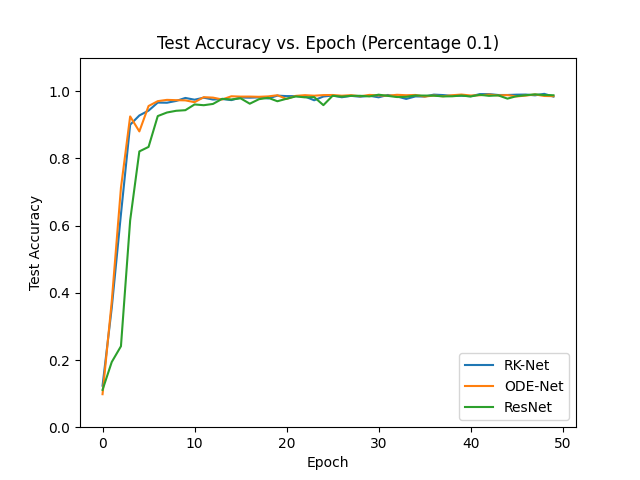 Test Accuracy vs. Epoch (Percentage 0.1)
Test Accuracy
1.0
0.8
0.6
0.4
0.2
0.0
0 10 20 30 40 50
Epoch
RK-Net
ODE-Net
ResNet